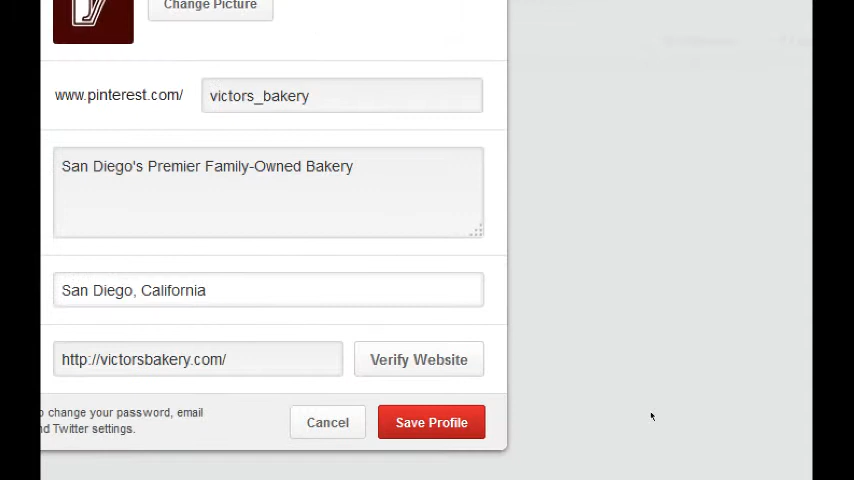 Change Picture
www.pinterest.com/ victors_bakery
San Diego's Premier Family-Owned Bakery
San Diego, California
http://victorsbakery.com/ Verify Website
to change your password, email
nd Twitter settings.
Cancel Save Profile